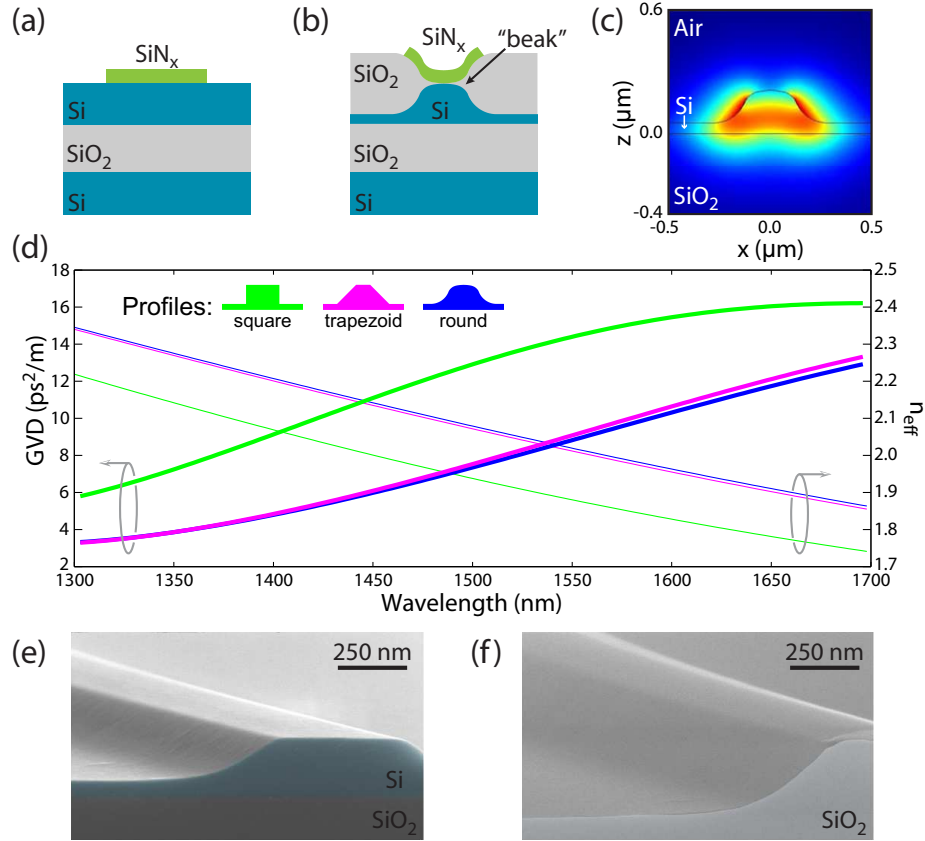 (a)
SiNₓ
Si
SiO₂
Si
(b)
SiNₓ
"beak"
SiO₂
Si
SiO₂
Si
(c)
0.6
Air
z (μm)
Si
0.0
SiO₂
-0.4
-0.5 0.0 0.5
x (μm)
(d)
18 16 14 12 10 8 6 4 2
GVD (ps²/m)
Profiles:
square trapezoid round
2.5 2.4 2.3 2.2 2.1 2.0 1.9 1.8 1.7
n_eff
1300 1350 1400 1450 1500 1550 1600 1650 1700
Wavelength (nm)
(e)
250 nm
Si
SiO₂
(f)
250 nm
SiO₂